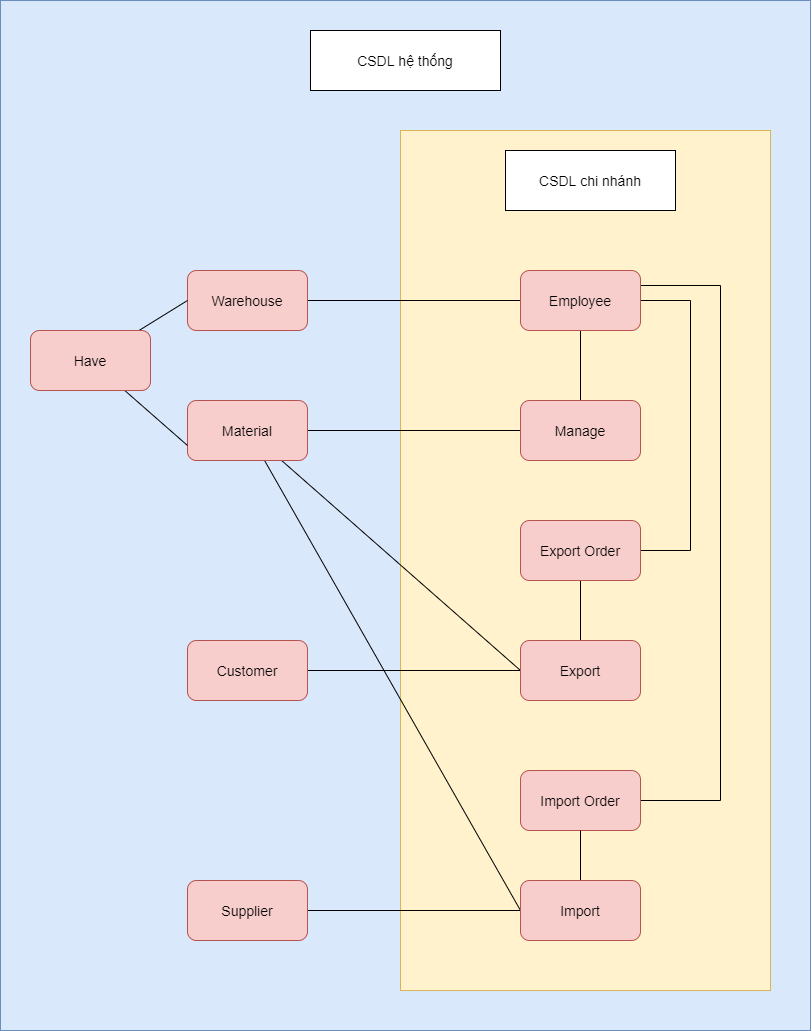 CSDL hệ thống
CSDL chi nhánh
Warehouse
Employee
Have
Material
Manage
Export Order
Customer
Export
Import Order
Supplier
Import